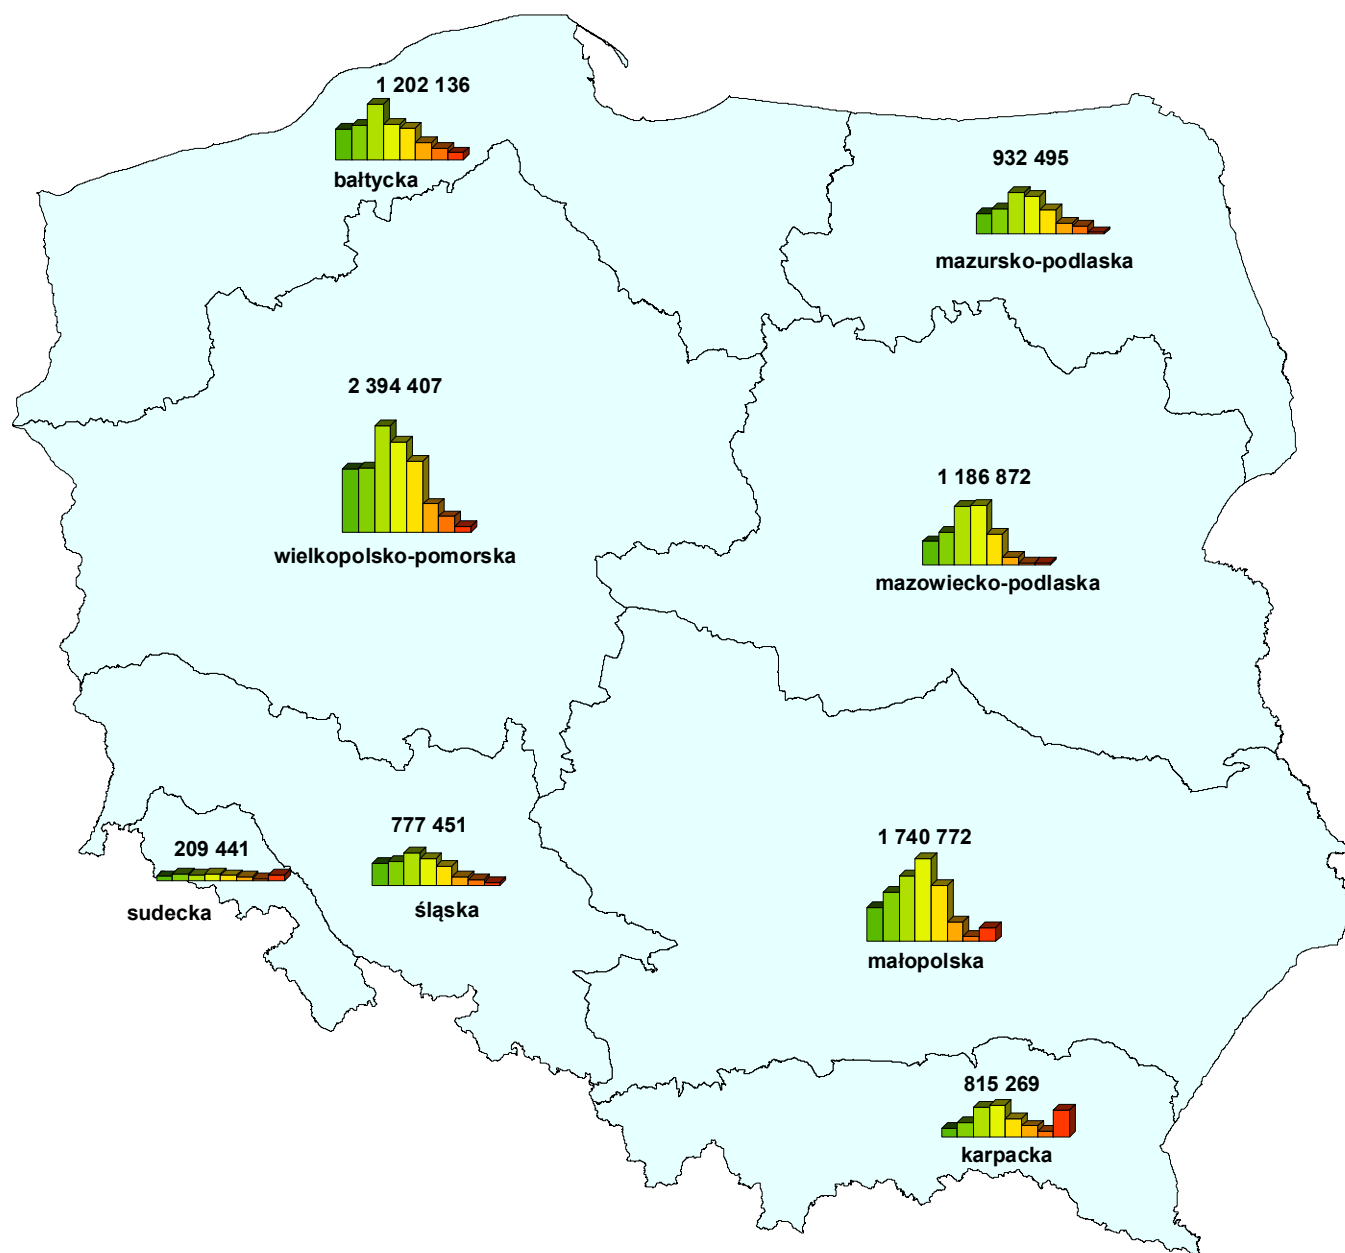 1 202 136
bałtycka
932 495
mazursko-podlaska
2 394 407
wielkopolsko-pomorska
1 186 872
mazowiecko-podlaska
777 451
śląska
209 441
sudecka
1 740 772
małopolska
815 269
karpacka